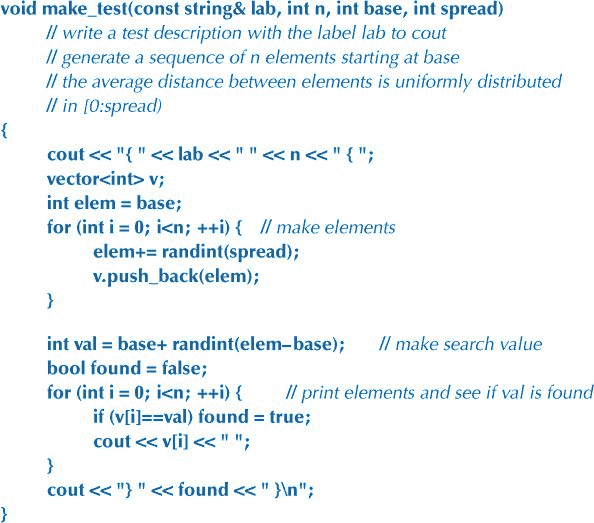 void make_test(const string& lab, int n, int base, int spread)
// write a test description with the label lab to cout
// generate a sequence of n elements starting at base
// the average distance between elements is uniformly distributed
// in [0:spread)
{
cout << "{ " << lab << " " << n << " { ";
vector<int> v;
int elem = base;
for (int i = 0; i<n; ++i) { // make elements
elem+= randint(spread);
v.push_back(elem);
}
int val = base+ randint(elem–base); // make search value
bool found = false;
for (int i = 0; i<n; ++i) { // print elements and see if val is found
if (v[i]==val) found = true;
cout << v[i] << " ";
}
cout << "} " << found << " }\n";
}